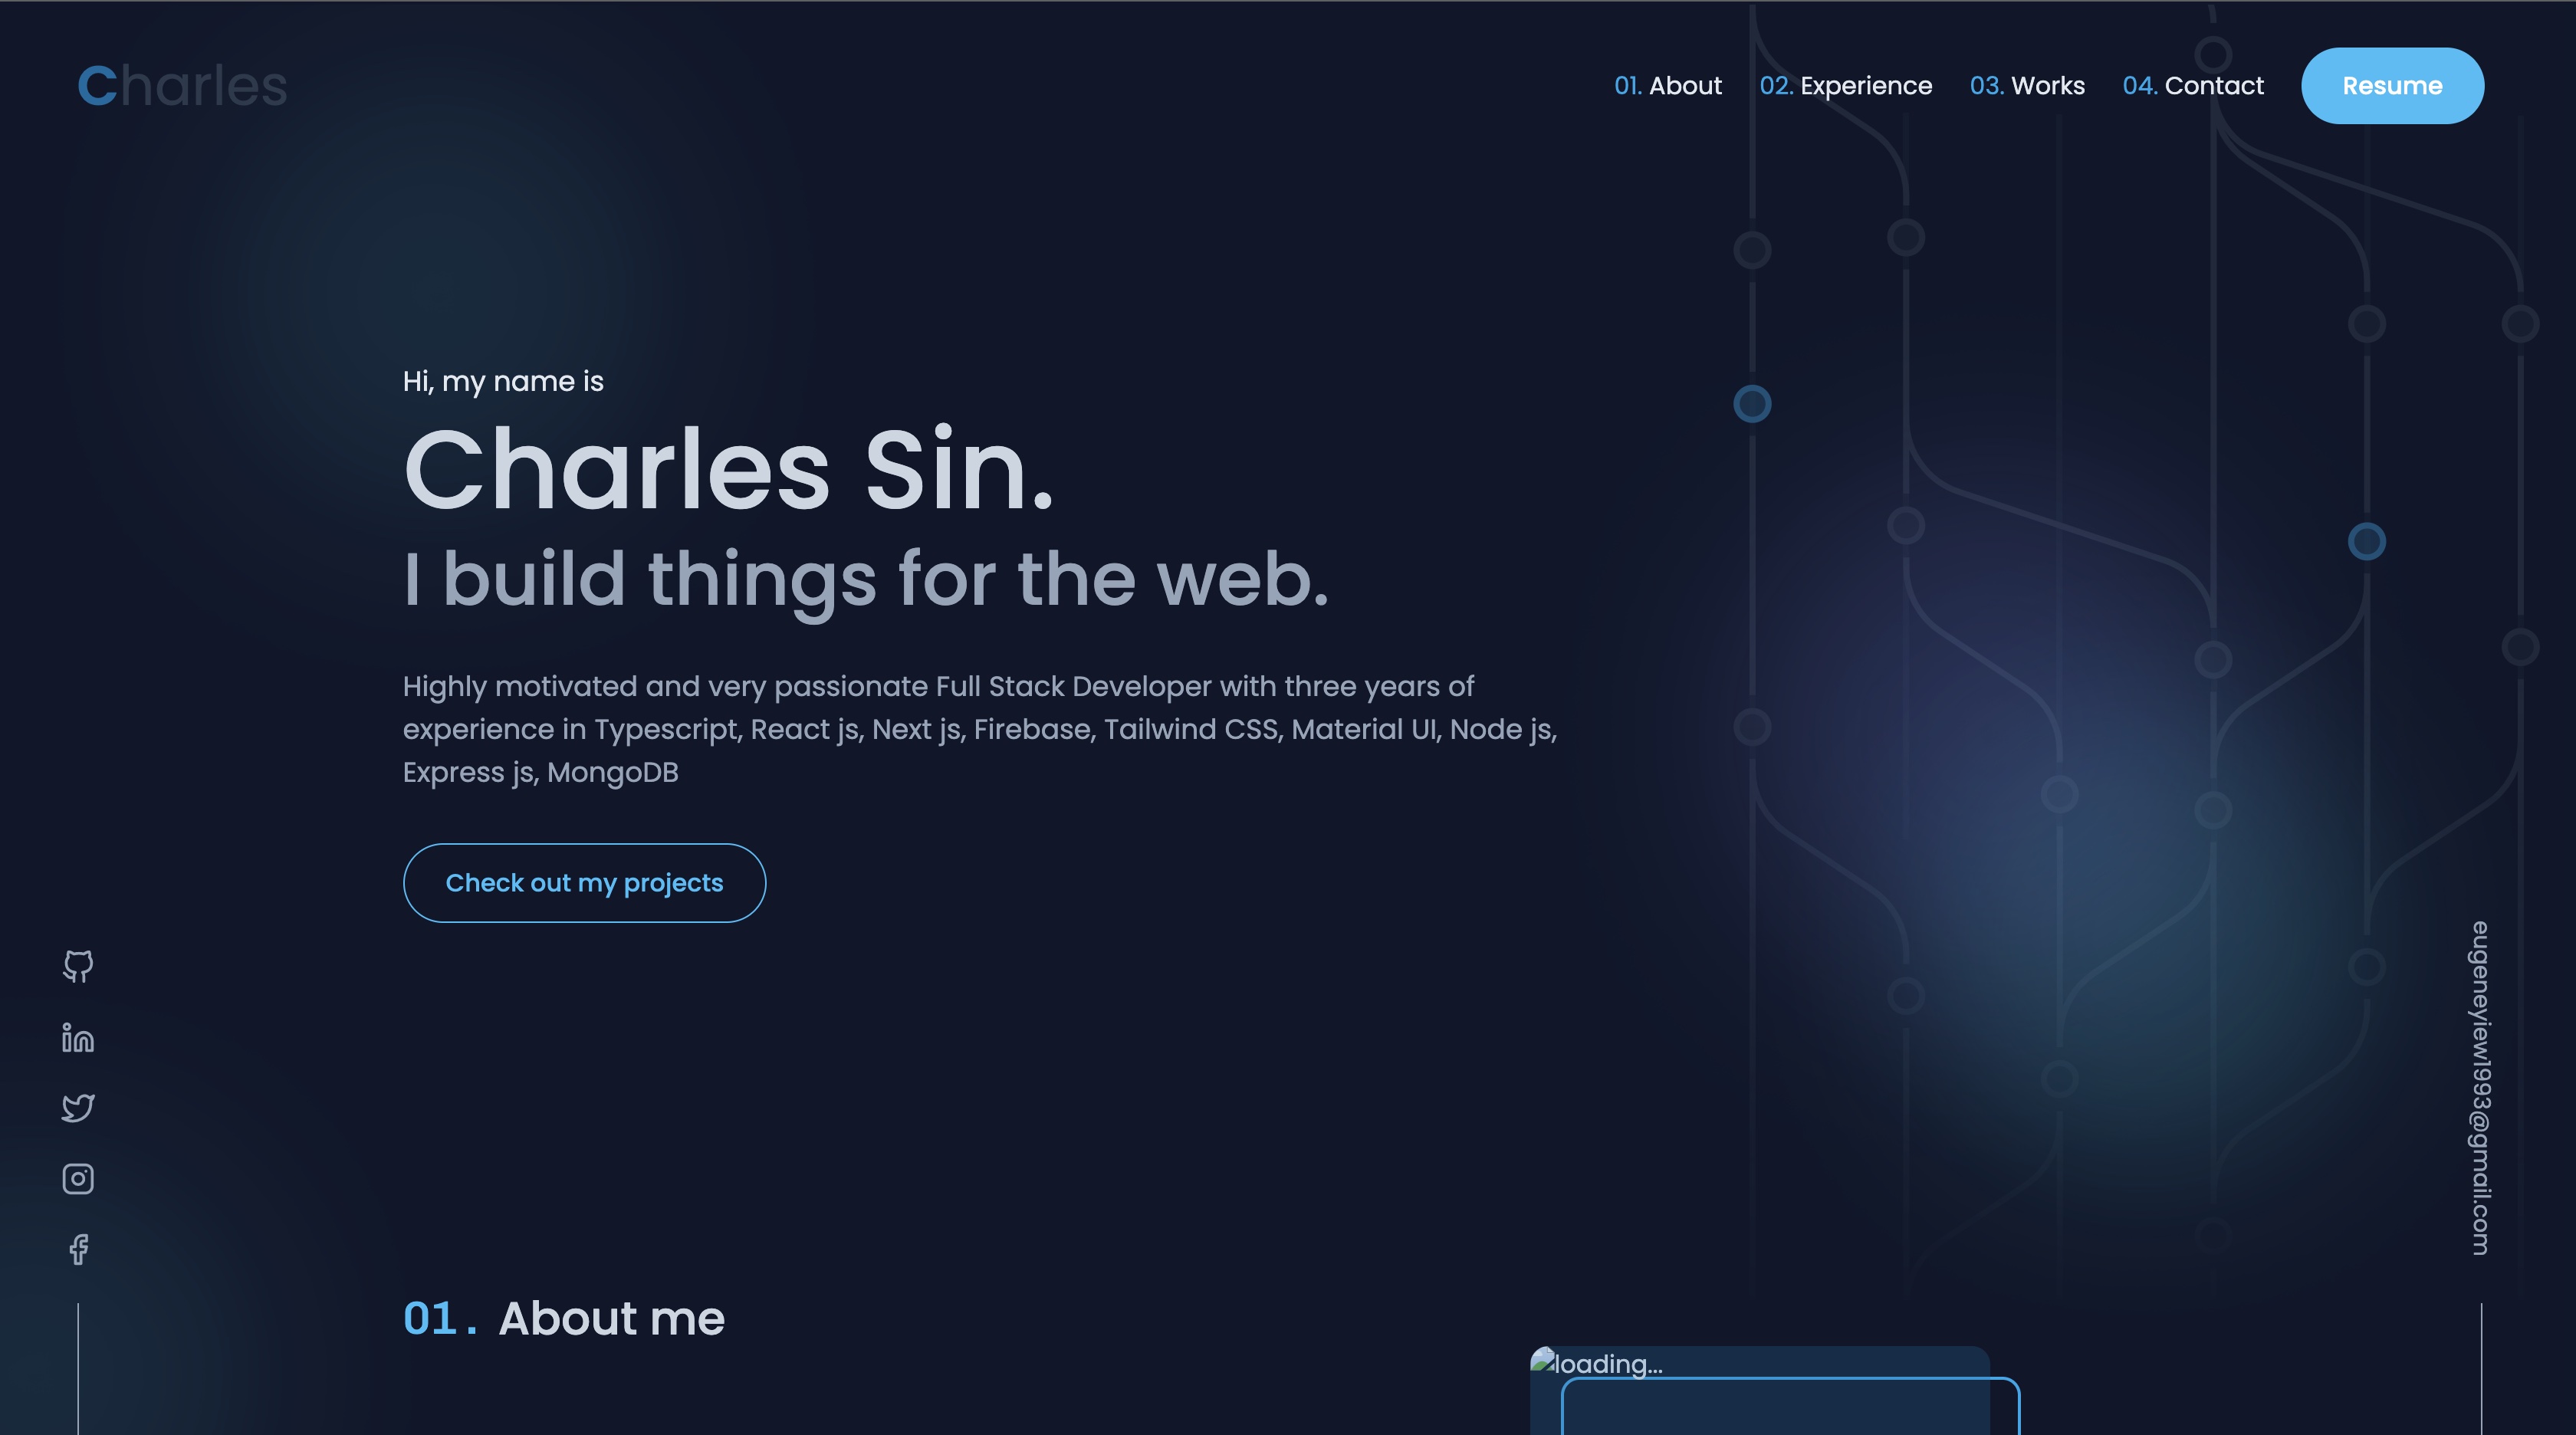 Charles
01. About
02. Experience
03. Works
04. Contact
Resume
Hi, my name is
Charles Sin.
I build things for the web.
Highly motivated and very passionate Full Stack Developer with three years of
experience in Typescript, React js, Next js, Firebase, Tailwind CSS, Material UI, Node js,
Express js, MongoDB
Check out my projects
eugeneyiew1993@gmail.com
01. About me
loading...